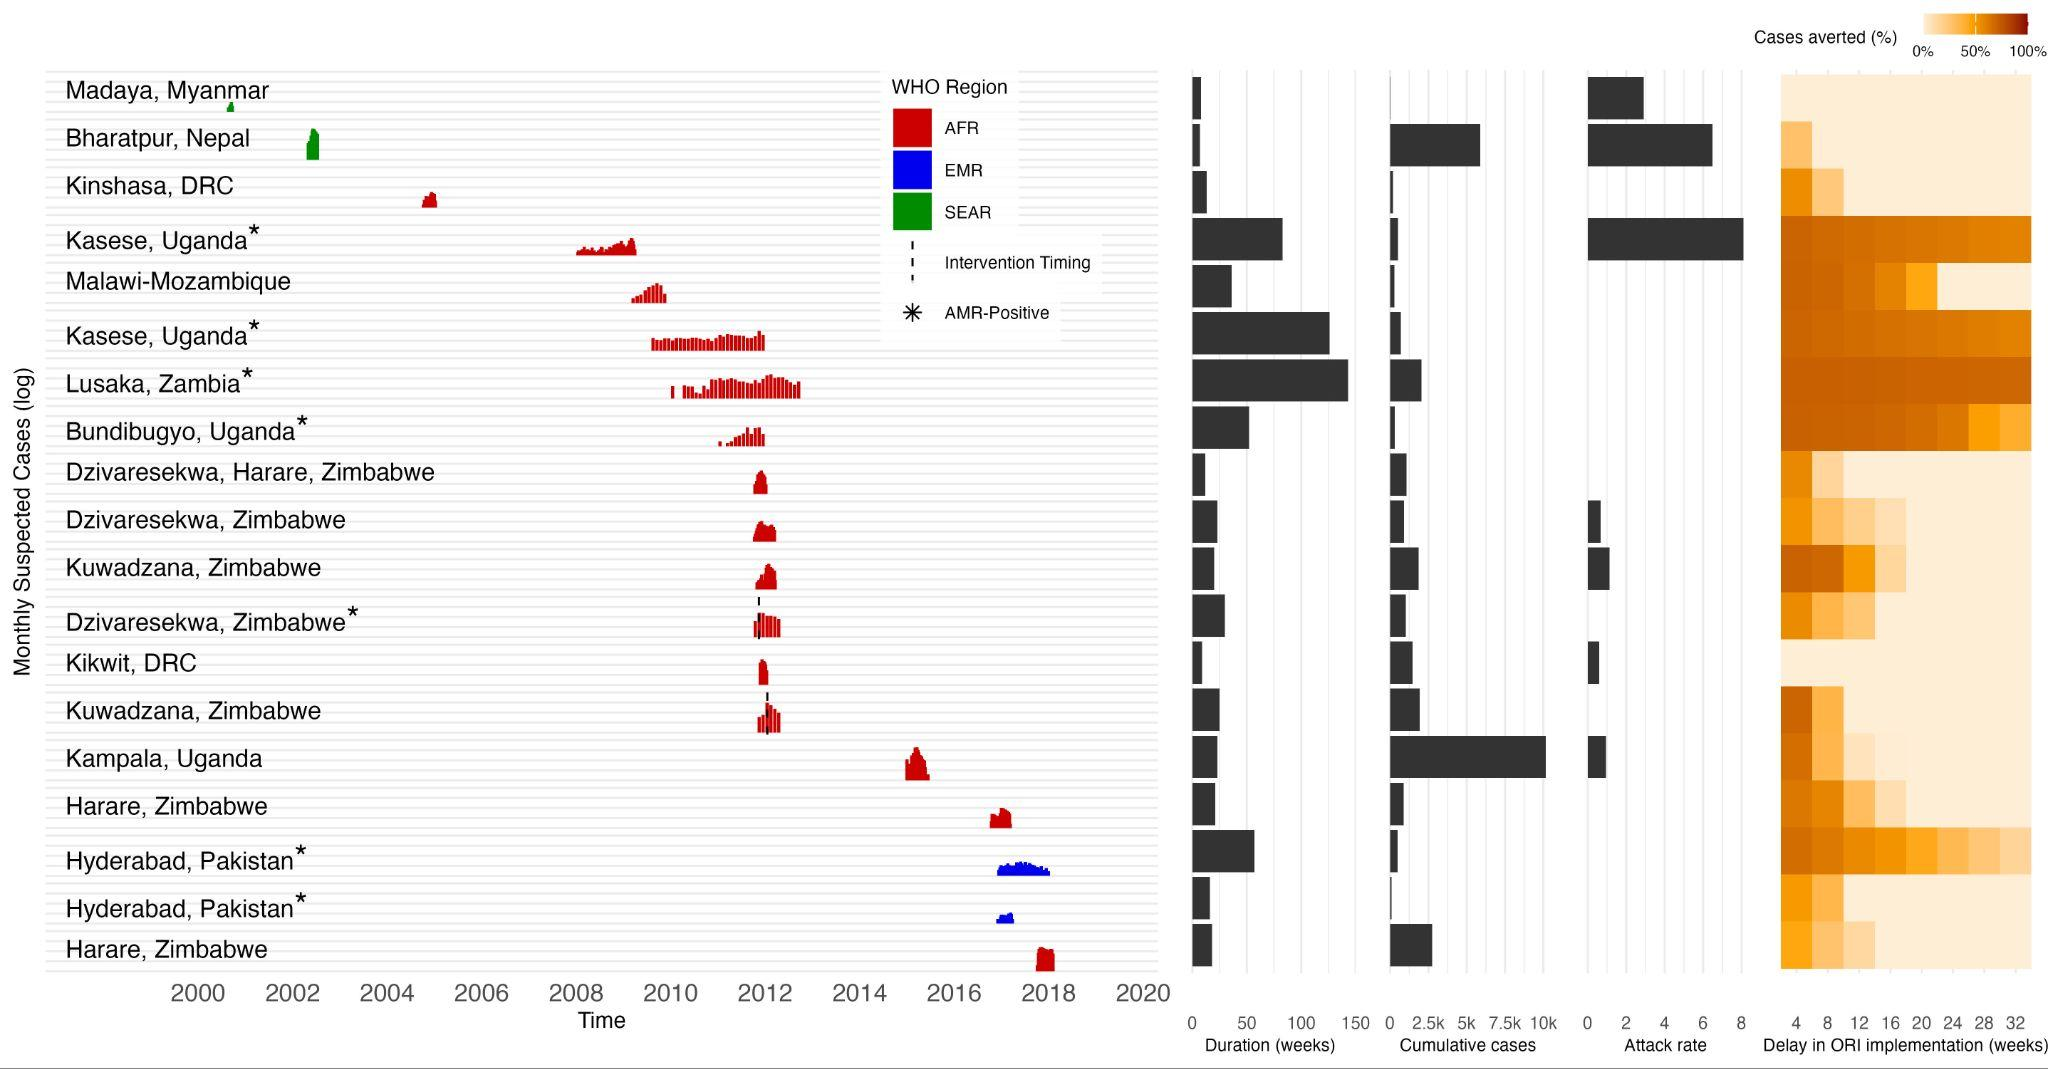 Cases averted (%)
0% 50% 100%
WHO Region
AFR
EMR
SEAR
Intervention Timing
AMR-Positive
Monthly Suspected Cases (log)
Madaya, Myanmar
Bharatpur, Nepal
Kinshasa, DRC
Kasese, Uganda*
Malawi-Mozambique
Kasese, Uganda*
Lusaka, Zambia*
Bundibugyo, Uganda*
Dzivaresekwa, Harare, Zimbabwe
Dzivaresekwa, Zimbabwe
Kuwadzana, Zimbabwe
Dzivaresekwa, Zimbabwe*
Kikwit, DRC
Kuwadzana, Zimbabwe
Kampala, Uganda
Harare, Zimbabwe
Hyderabad, Pakistan*
Hyderabad, Pakistan*
Harare, Zimbabwe
2000 2002 2004 2006 2008 2010 2012 2014 2016 2018 2020
Time
0 50 100 150
Duration (weeks)
0 2.5k 5k 7.5k 10k
Cumulative cases
0 2 4 6 8
Attack rate
4 8 12 16 20 24 28 32
Delay in ORI implementation (weeks)